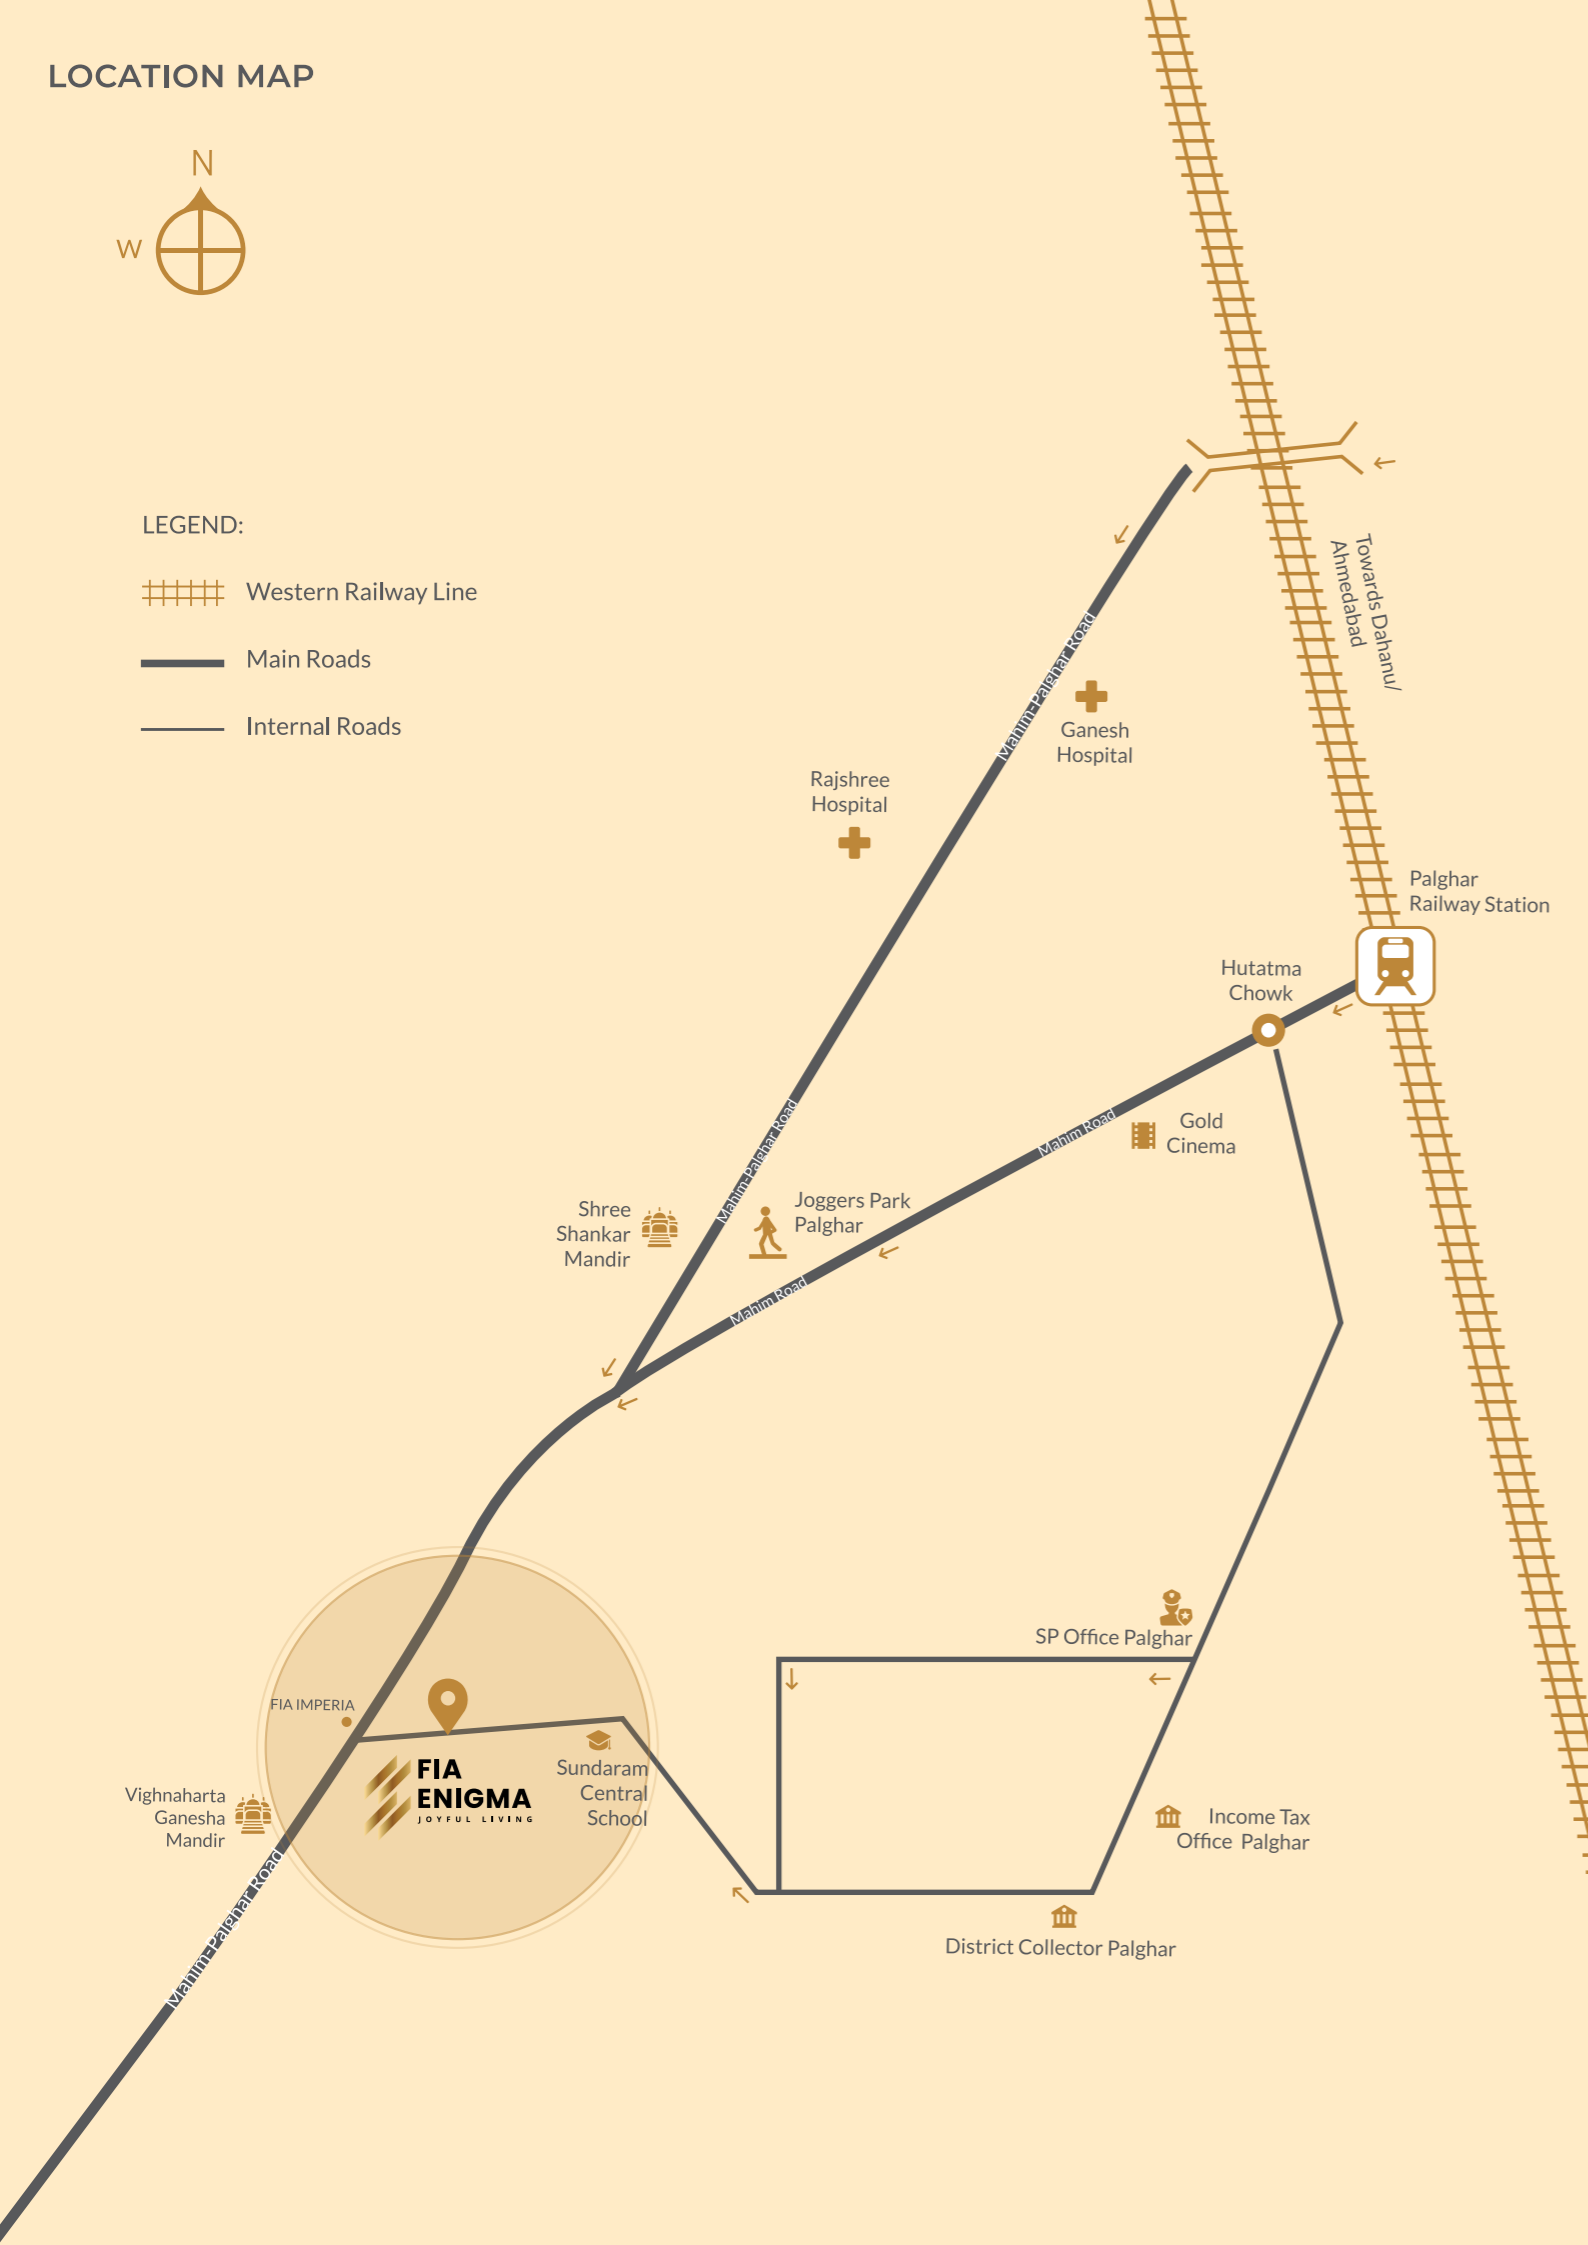 LOCATION MAP
N
W
LEGEND:
Western Railway Line
Main Roads
Internal Roads
Towards Dahanu/
Ahmedabad
Mahim-Palghar Road
Ganesh
Hospital
Rajshree
Hospital
Palghar
Railway Station
Hutatma
Chowk
Mahim Road
Gold
Cinema
Mahim-Palghar Road
Shree
Shankar
Mandir
Joggers Park
Palghar
Mahim Road
SP Office Palghar
FIA IMPERIA
FIA
ENIGMA
JOYFUL LIVING
Sundaram
Central
School
Vighnaharta
Ganesha
Mandir
Income Tax
Office Palghar
Mahim-Palghar Road
District Collector Palghar